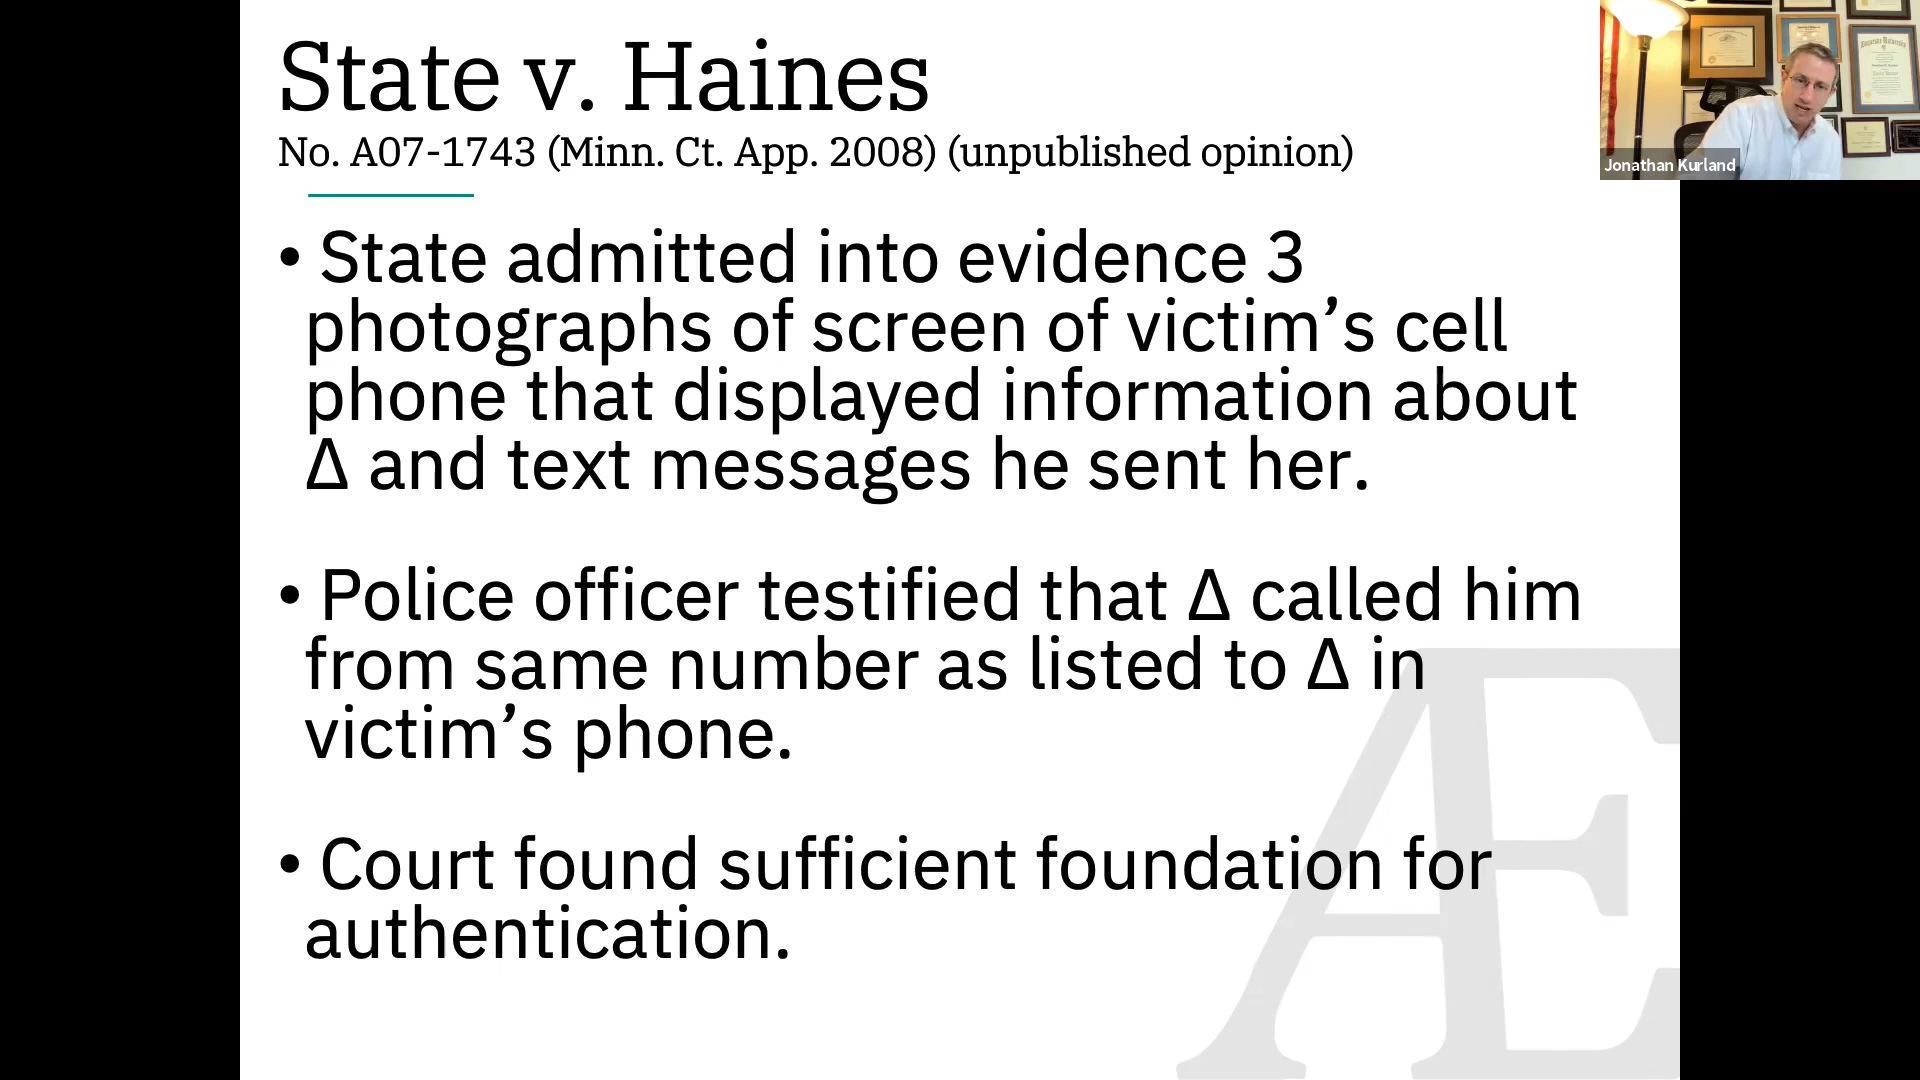 State v. Haines
No. A07-1743 (Minn. Ct. App. 2008) (unpublished opinion)
• State admitted into evidence 3
photographs of screen of victim’s cell
phone that displayed information about
Δ and text messages he sent her.
• Police officer testified that Δ called him
from same number as listed to Δ in
victim’s phone.
• Court found sufficient foundation for
authentication.
Æ
Jonathan Kurland